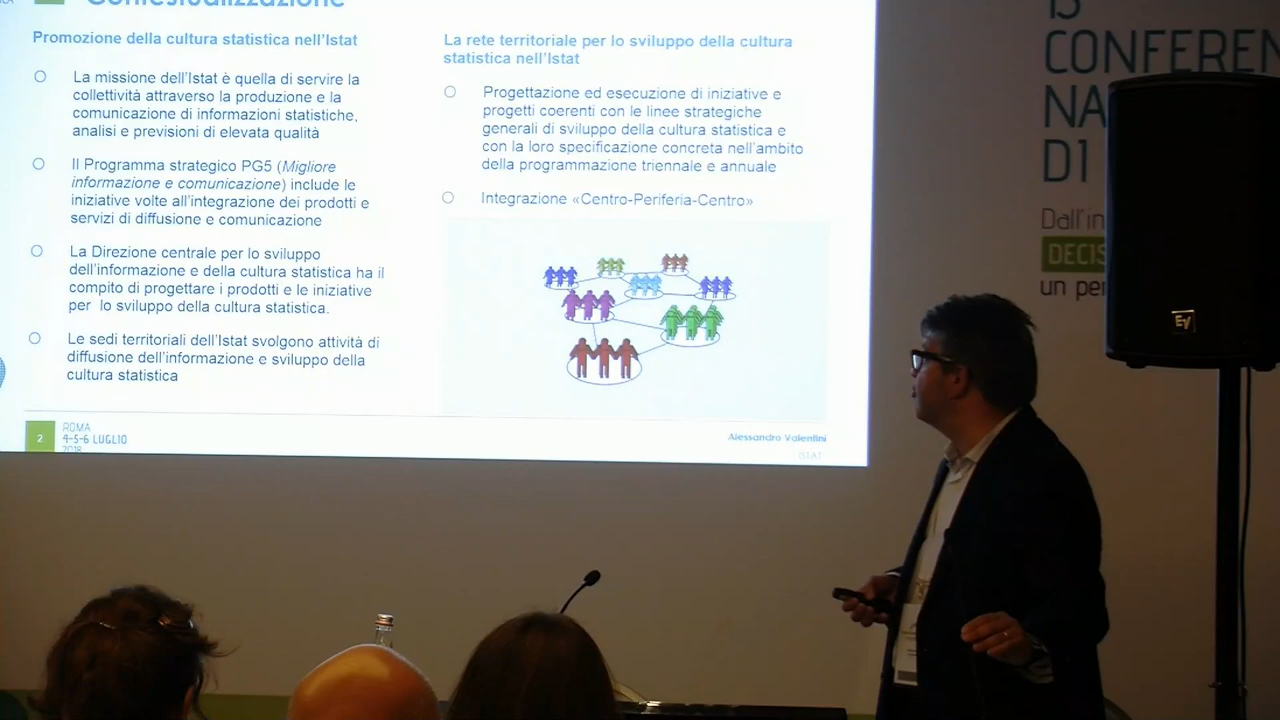 Contestualizzazione
Promozione della cultura statistica nell'Istat
La missione dell'Istat è quella di servire la
collettività attraverso la produzione e la
comunicazione di informazioni statistiche,
analisi e previsioni di elevata qualità
Il Programma strategico PG5 (Migliore
informazione e comunicazione) include le
iniziative volte all'integrazione dei prodotti e
servizi di diffusione e comunicazione
La Direzione centrale per lo sviluppo
dell'informazione e della cultura statistica ha il
compito di progettare i prodotti e le iniziative
per lo sviluppo della cultura statistica.
Le sedi territoriali dell'Istat svolgono attività di
diffusione dell'informazione e sviluppo della
cultura statistica
La rete territoriale per lo sviluppo della cultura
statistica nell'Istat
Progettazione ed esecuzione di iniziative e
progetti coerenti con le linee strategiche
generali di sviluppo della cultura statistica e
con la loro specificazione concreta nell'ambito
della programmazione triennale e annuale
Integrazione «Centro-Periferia-Centro»
2
ROMA
4-5-6 LUGLIO
2018
Alessandro Valentini
ISTAT
13
CONFEREN
NA
DI
Dall'in
DECIS
un per
EV